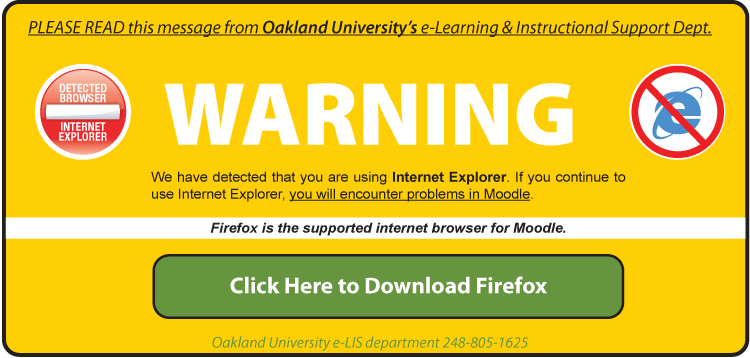 PLEASE READ this message from Oakland University's e-Learning & Instructional Support Dept.
DETECTED
BROWSER
INTERNET
EXPLORER
WARNING
We have detected that you are using Internet Explorer. If you continue to
use Internet Explorer, you will encounter problems in Moodle.
Firefox is the supported internet browser for Moodle.
Click Here to Download Firefox
Oakland University e-LIS department 248-805-1625